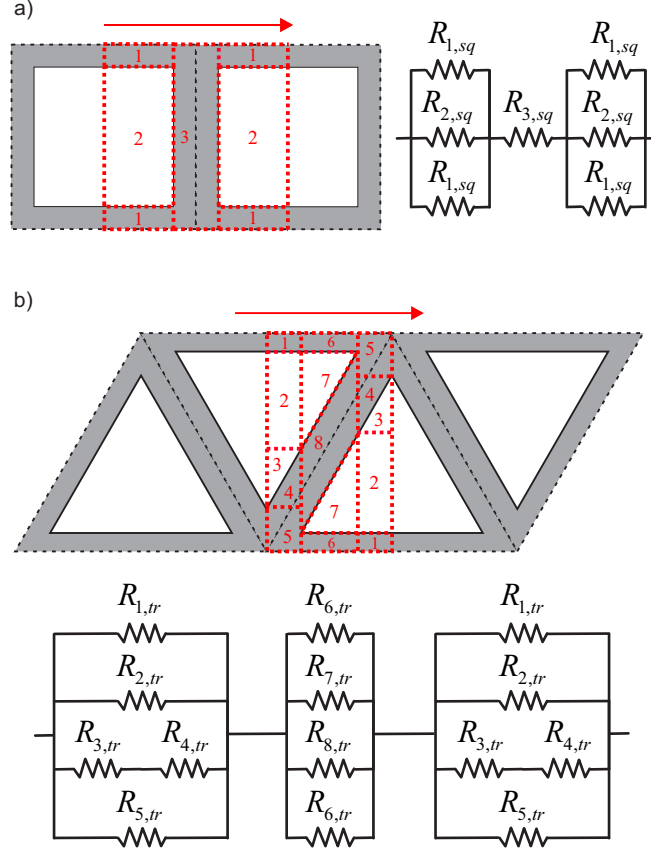 a)
1 1
2 3 2
1 1
R1,sq R1,sq
R2,sq R3,sq R2,sq
R1,sq R1,sq
b)
1 6 5
7 4
2 3
8
3 2
4 7
5 6 1
R1,tr R6,tr R1,tr
R2,tr R7,tr R2,tr
R3,tr R4,tr R8,tr R3,tr R4,tr
R5,tr R6,tr R5,tr